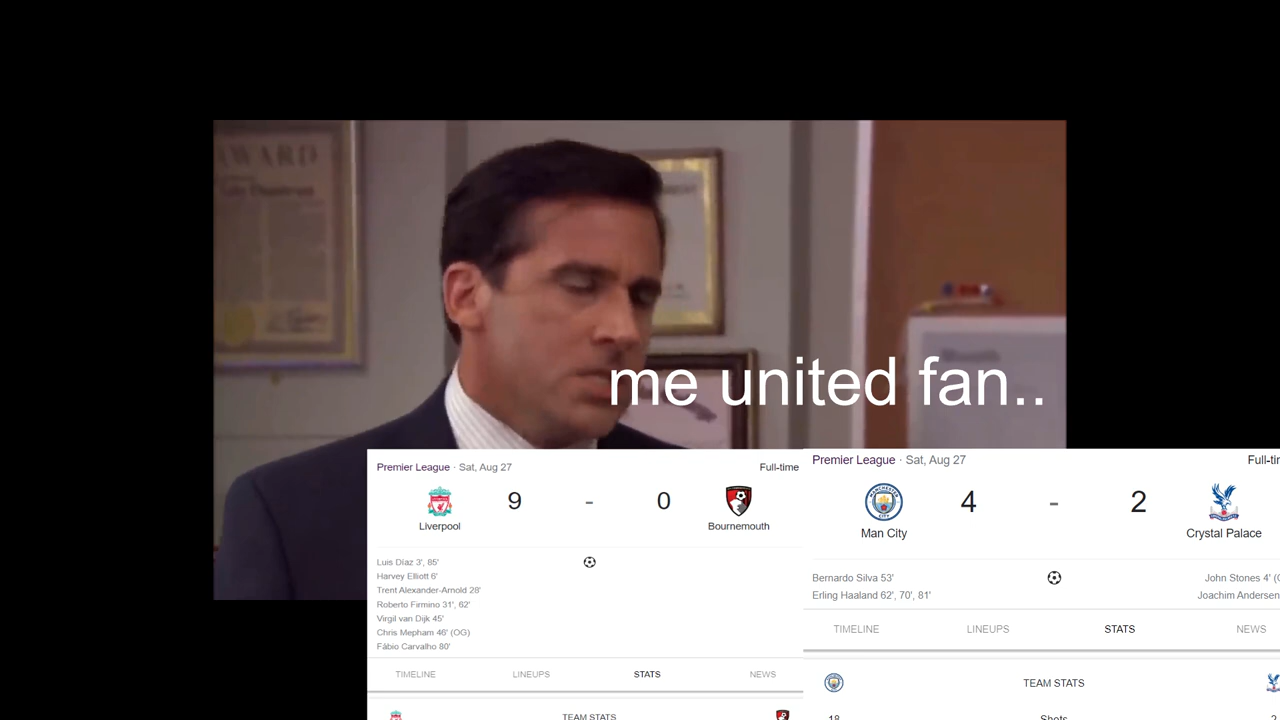 AWARD
me united fan..
Premier League · Sat, Aug 27
Full-time
9 - 0
Liverpool
Bournemouth
Luis Díaz 3', 85'
Harvey Elliott 6'
Trent Alexander-Arnold 28'
Roberto Firmino 31', 62'
Virgil van Dijk 45'
Chris Mepham 46' (OG)
Fábio Carvalho 80'
TIMELINE LINEUPS STATS NEWS
TEAM STATS
Premier League · Sat, Aug 27
Full-tim
4 - 2
Man City
Crystal Palace
Bernardo Silva 53'
Erling Haaland 62', 70', 81'
John Stones 4' (O
Joachim Andersen
TIMELINE LINEUPS STATS NEWS
TEAM STATS
18 Shots